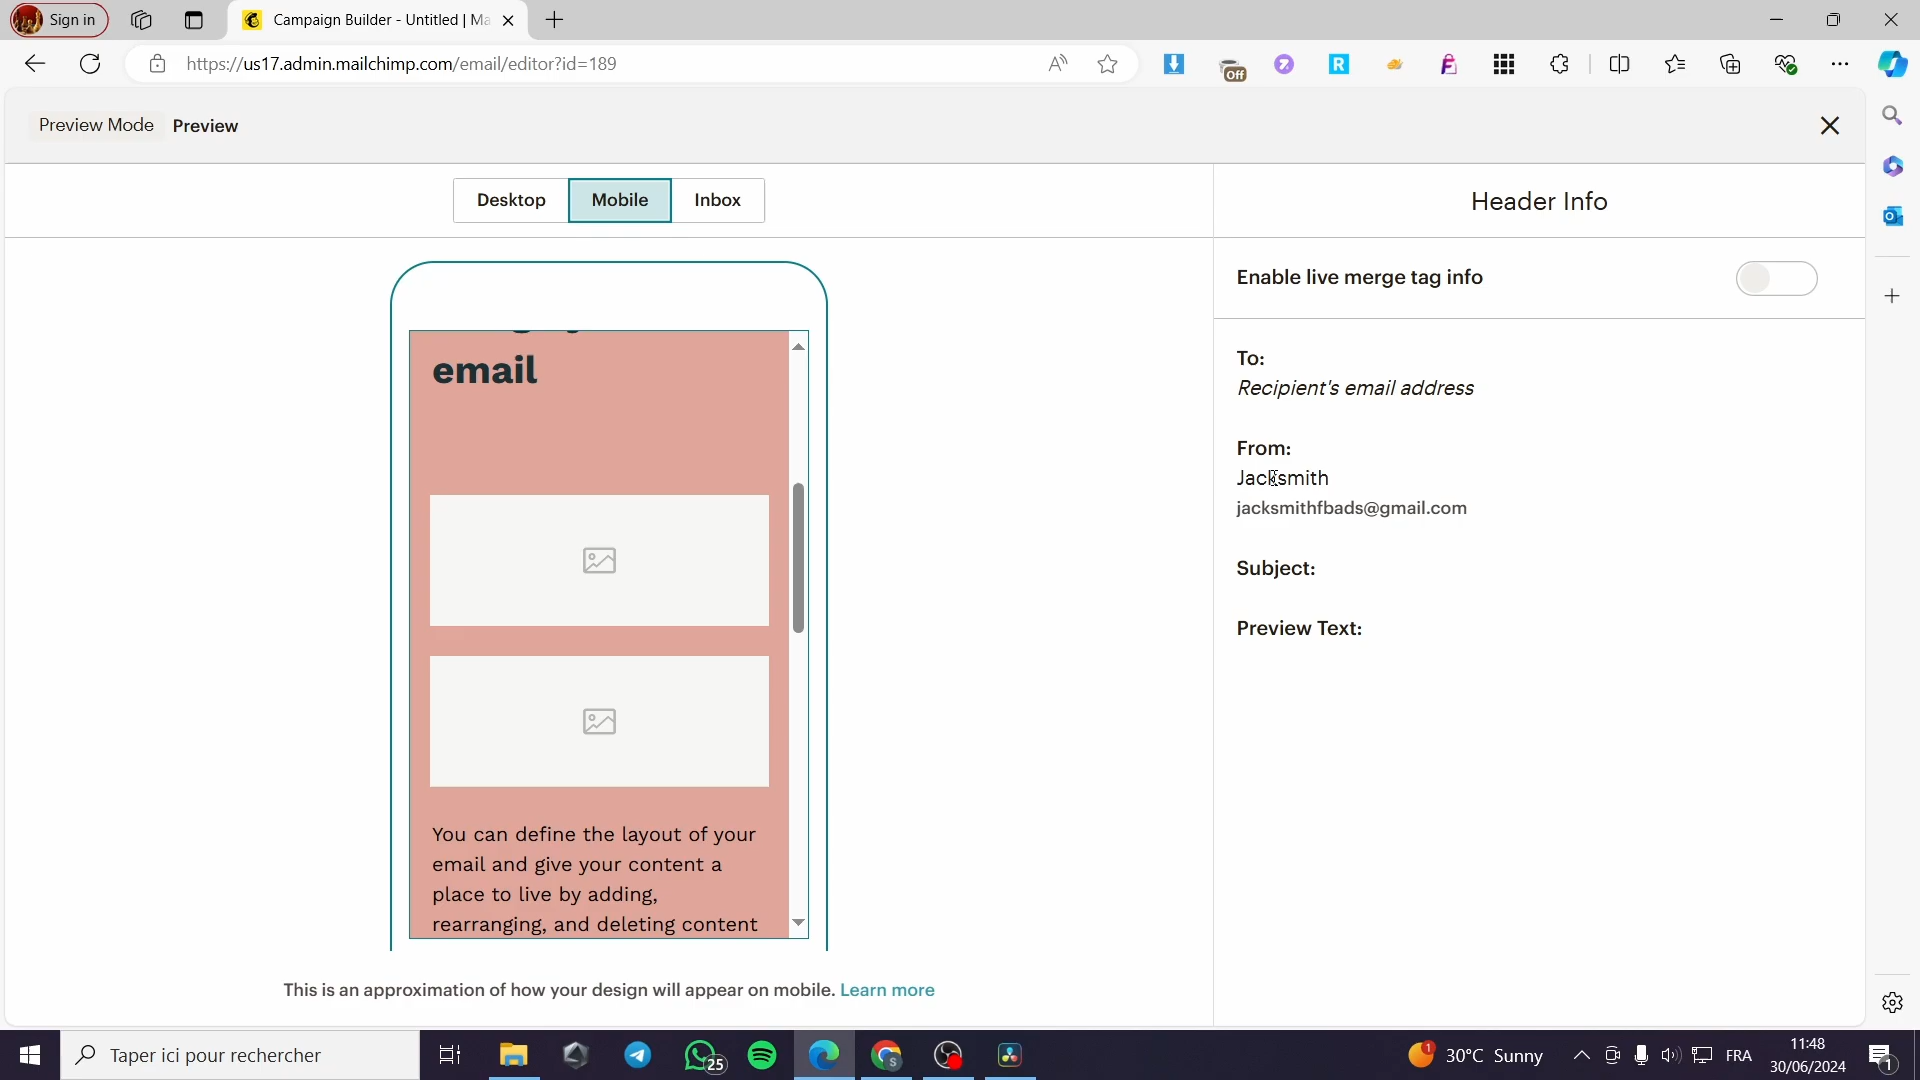 Sign in
Campaign Builder - Untitled | Ma
https://us17.admin.mailchimp.com/email/editor?id=189
Off
Preview Mode Preview
Desktop Mobile Inbox
Header Info
Enable live merge tag info
To:
Recipient's email address
From:
Jacksmith
jacksmithfbads@gmail.com
Subject:
Preview Text:
email
You can define the layout of your
email and give your content a
place to live by adding,
rearranging, and deleting content
This is an approximation of how your design will appear on mobile. Learn more
Taper ici pour rechercher
25
S
1
30°C Sunny
FRA
11:48
30/06/2024
1